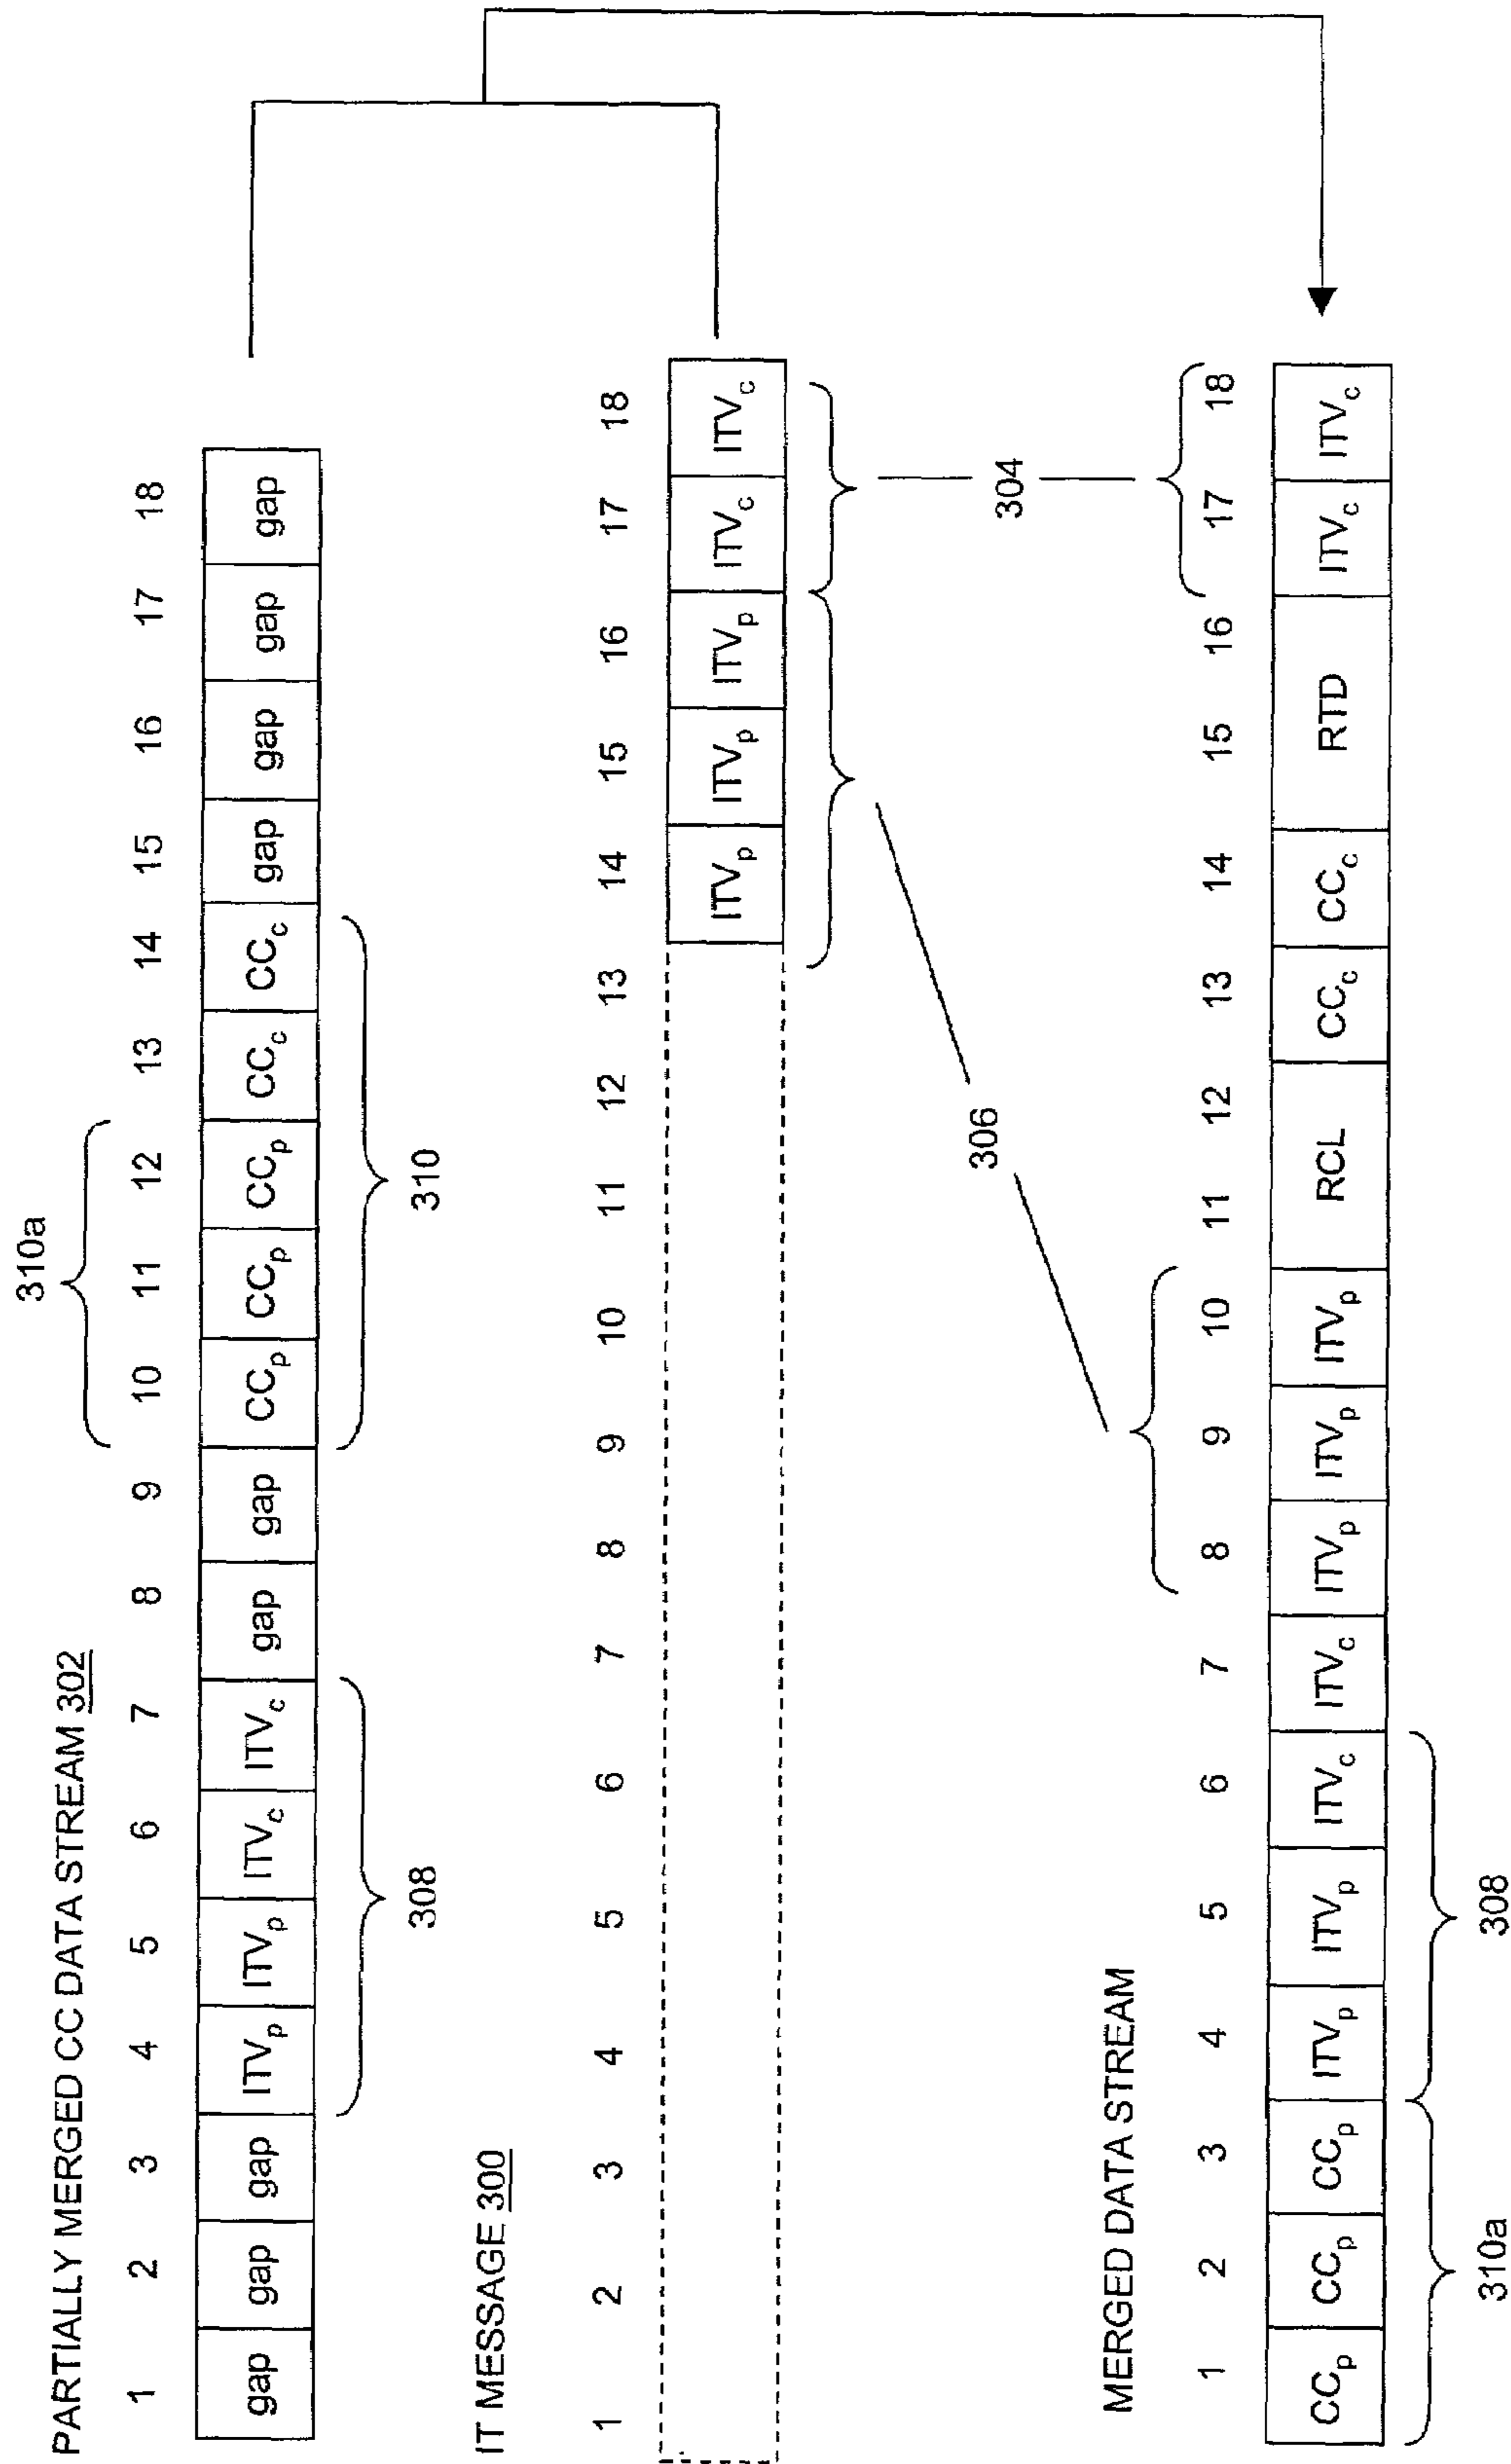 PARTIALLY MERGED CC DATA STREAM 302
310a
1 2 3 4 5 6 7 8 9 10 11 12 13 14 15 16 17 18
gap gap gap ITVp ITVp ITVc ITVc gap gap CCp CCp CCp CCc CCc gap gap gap gap
308 310
IT MESSAGE 300
1 2 3 4 5 6 7 8 9 10 11 12 13 14 15 16 17 18
ITVp ITVp ITVp ITVc ITVc
306 304
MERGED DATA STREAM
1 2 3 4 5 6 7 8 9 10 11 12 13 14 15 16 17 18
CCp CCp CCp ITVp ITVp ITVc ITVc ITVp ITVp ITVp RCL CCc CCc RTD ITVc ITVc
310a 308